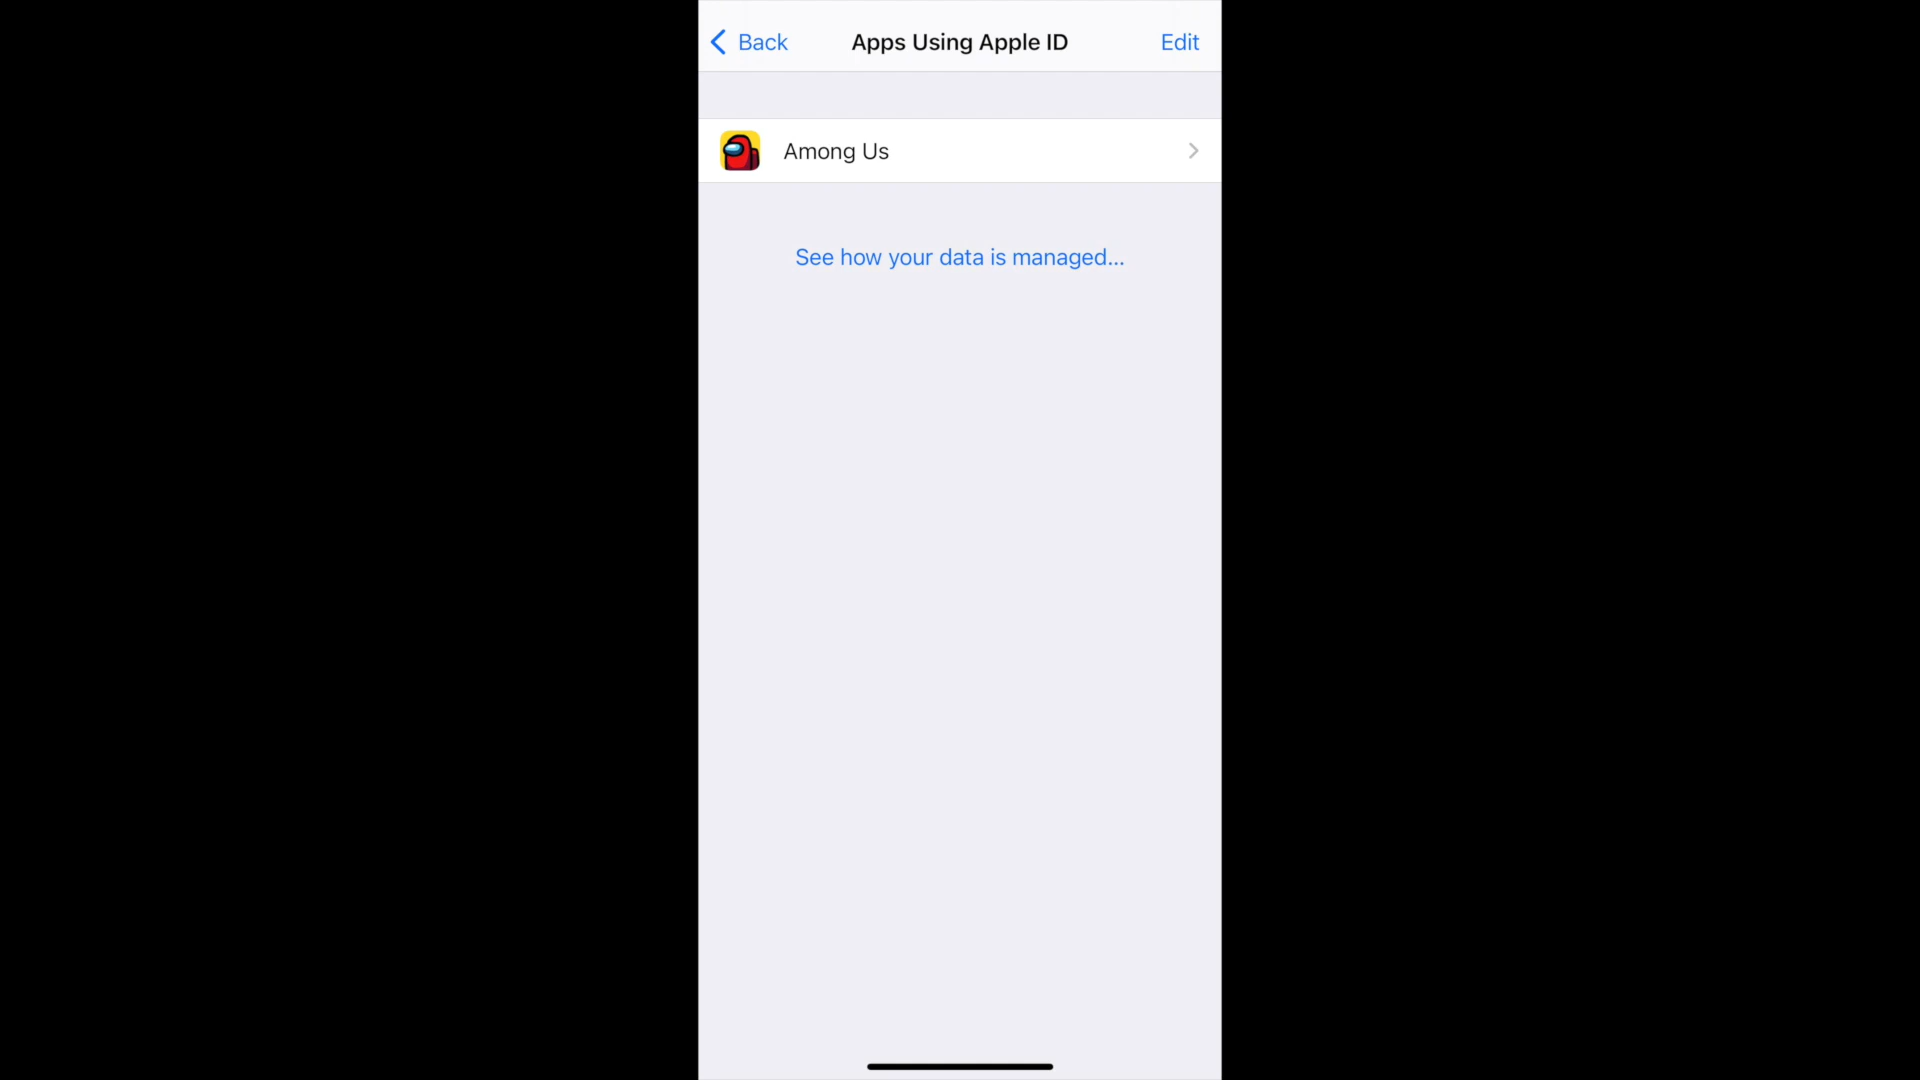 Back
Apps Using Apple ID
Edit
Among Us
See how your data is managed...